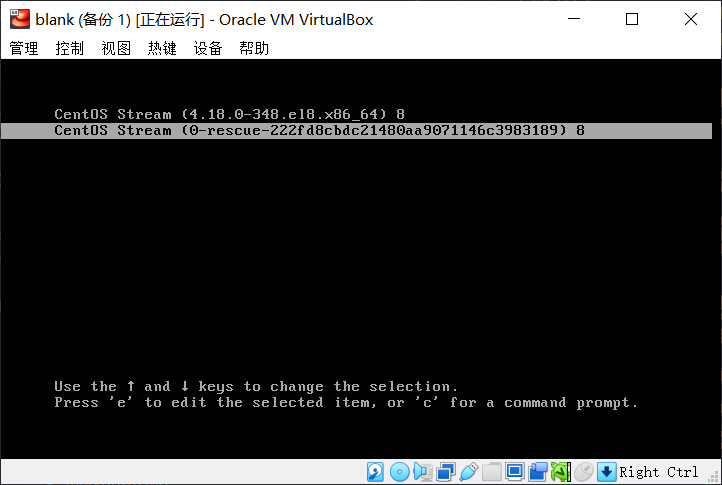 blank (备份 1) [正在运行] - Oracle VM VirtualBox
管理 控制 视图 热键 设备 帮助
CentOS Stream (4.18.0-348.el8.x86_64) 8
CentOS Stream (0-rescue-222fd8cbdc21480aa9071146c3983189) 8
Use the ↑ and ↓ keys to change the selection.
Press 'e' to edit the selected item, or 'c' for a command prompt.
Right Ctrl